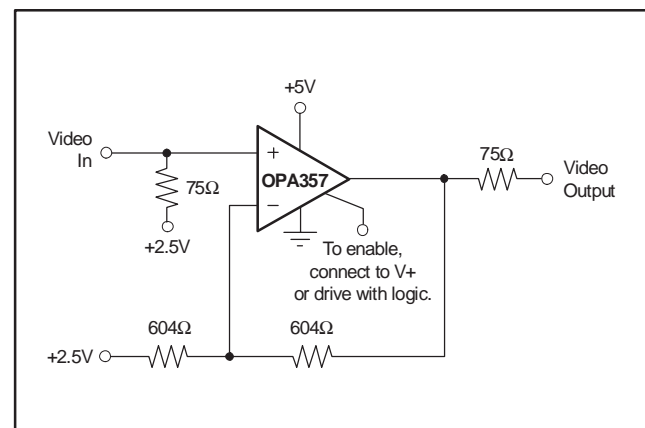 +5V
Video
In
+
OPA357
−
75Ω
+2.5V
75Ω
Video
Output
To enable,
connect to V+
or drive with logic.
604Ω
604Ω
+2.5V